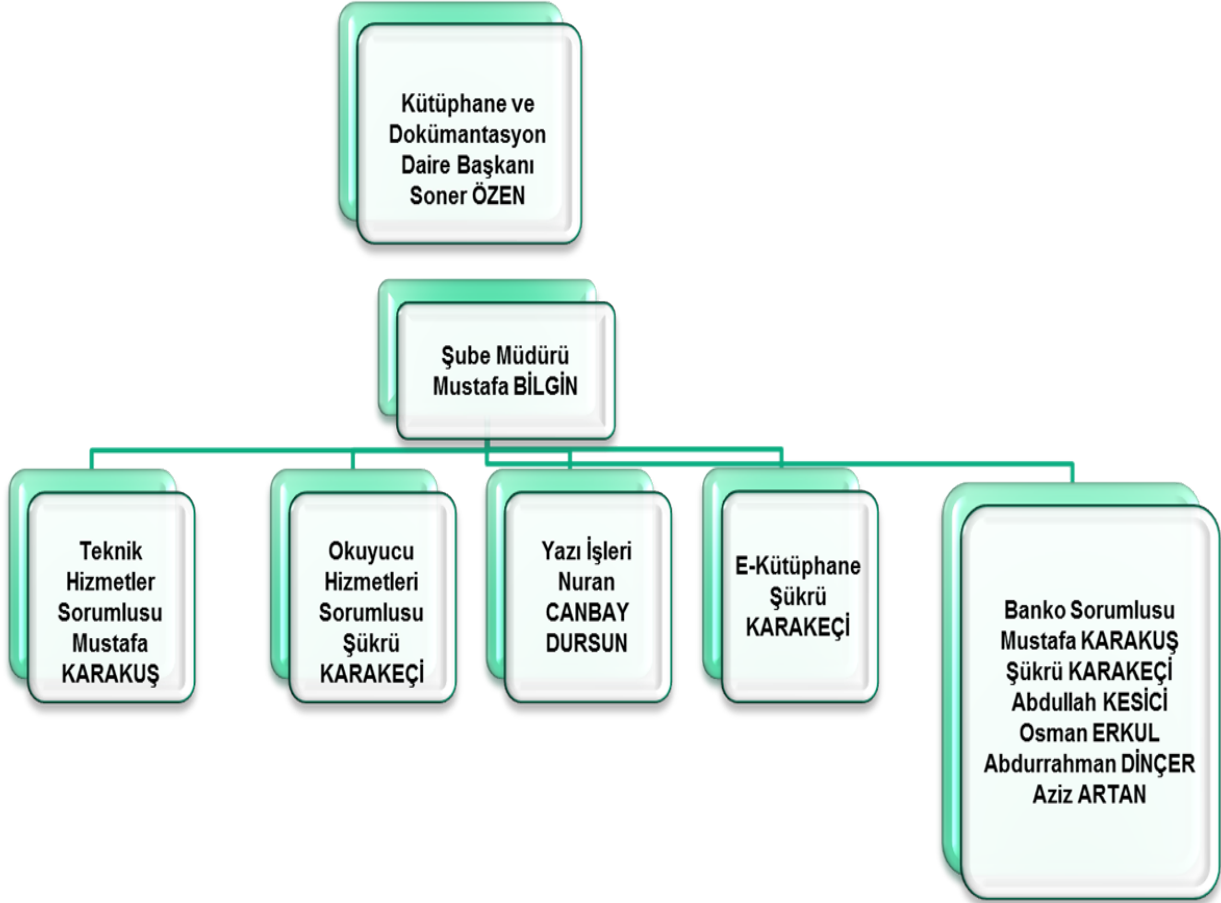 Kütüphane ve
Dokümantasyon
Daire Başkanı
Soner ÖZEN
Şube Müdürü
Mustafa BİLGİN
Teknik
Hizmetler
Sorumlusu
Mustafa
KARAKUŞ
Okuyucu
Hizmetleri
Sorumlusu
Şükrü
KARAKEÇİ
Yazı İşleri
Nuran
CANBAY
DURSUN
E-Kütüphane
Şükrü
KARAKEÇİ
Banko Sorumlusu
Mustafa KARAKUŞ
Şükrü KARAKEÇİ
Abdullah KESİCİ
Osman ERKUL
Abdurrahman DİNÇER
Aziz ARTAN